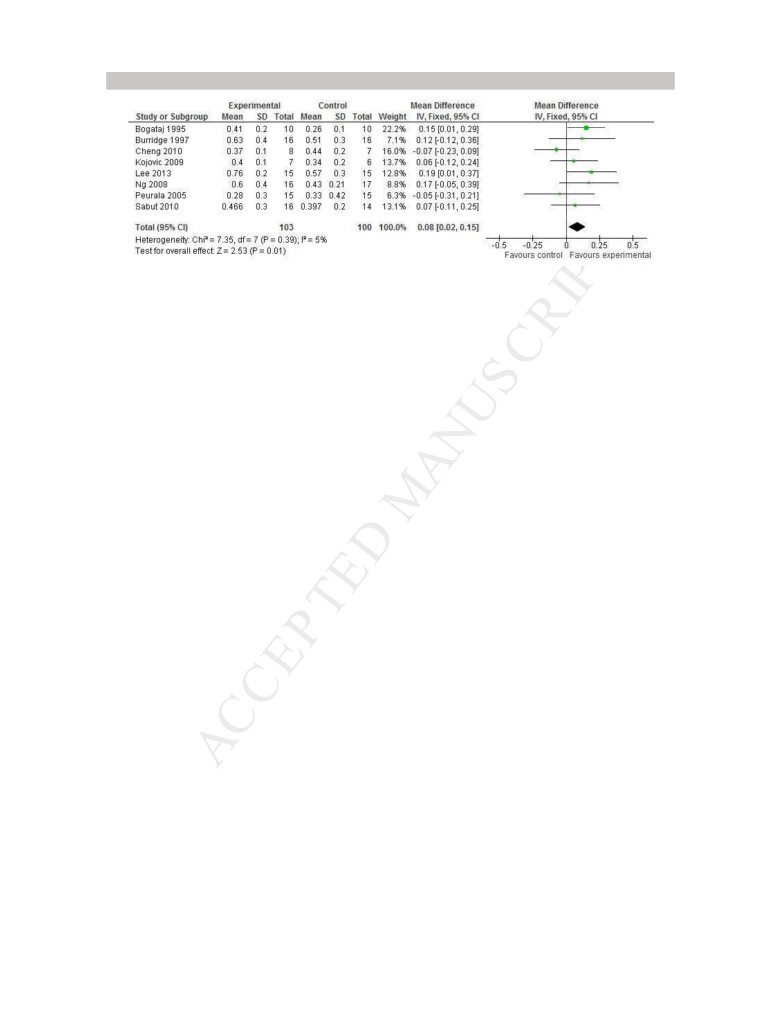 Experimental Control Mean Difference Mean Difference
Study or Subgroup Mean SD Total Mean SD Total Weight IV, Fixed, 95% CI IV, Fixed, 95% CI
Bogataj 1995 0.41 0.2 10 0.26 0.1 10 22.2% 0.15 [0.01, 0.29]
Burridge 1997 0.63 0.4 16 0.51 0.3 16 7.1% 0.12 [-0.12, 0.36]
Cheng 2010 0.37 0.1 8 0.44 0.2 7 16.0% -0.07 [-0.23, 0.09]
Kojovic 2009 0.4 0.1 7 0.34 0.2 6 13.7% 0.06 [-0.12, 0.24]
Lee 2013 0.76 0.2 15 0.57 0.3 15 12.8% 0.19 [0.01, 0.37]
Ng 2008 0.6 0.4 16 0.43 0.21 17 8.8% 0.17 [-0.05, 0.39]
Peurala 2005 0.28 0.3 15 0.33 0.42 15 6.3% -0.05 [-0.31, 0.21]
Sabut 2010 0.466 0.3 16 0.397 0.2 14 13.1% 0.07 [-0.11, 0.25]
Total (95% CI) 103 100 100.0% 0.08 [0.02, 0.15]
Heterogeneity: Chi² = 7.35, df = 7 (P = 0.39); I² = 5%
Test for overall effect: Z = 2.53 (P = 0.01)
-0.5 -0.25 0 0.25 0.5
Favours control Favours experimental
ACCEPTED MANUSCRIP